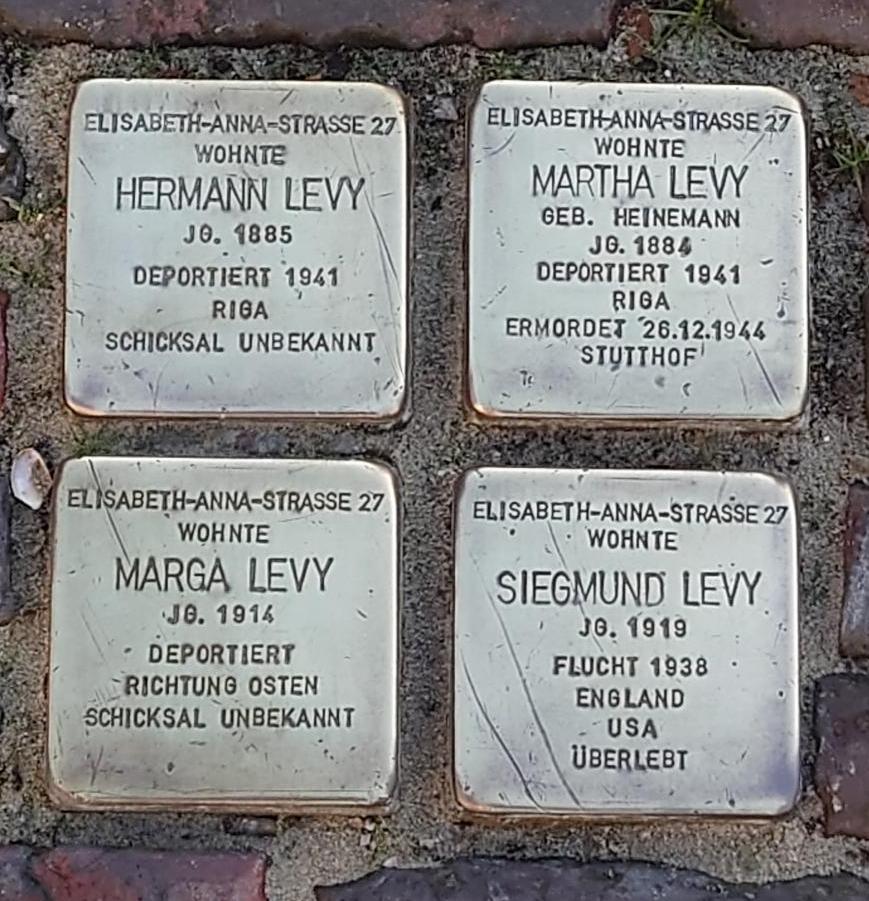 ELISABETH-ANNA-STRASSE 27
WOHNTE
HERMANN LEVY
JG. 1885
DEPORTIERT 1941
RIGA
SCHICKSAL UNBEKANNT
ELISABETH-ANNA-STRASSE 27
WOHNTE
MARTHA LEVY
GEB. HEINEMANN
JG. 1884
DEPORTIERT 1941
RIGA
ERMORDET 26.12.1944
STUTTHOF
ELISABETH-ANNA-STRASSE 27
WOHNTE
MARGA LEVY
JG. 1914
DEPORTIERT
RICHTUNG OSTEN
SCHICKSAL UNBEKANNT
ELISABETH-ANNA-STRASSE 27
WOHNTE
SIEGMUND LEVY
JG. 1919
FLUCHT 1938
ENGLAND
USA
ÜBERLEBT